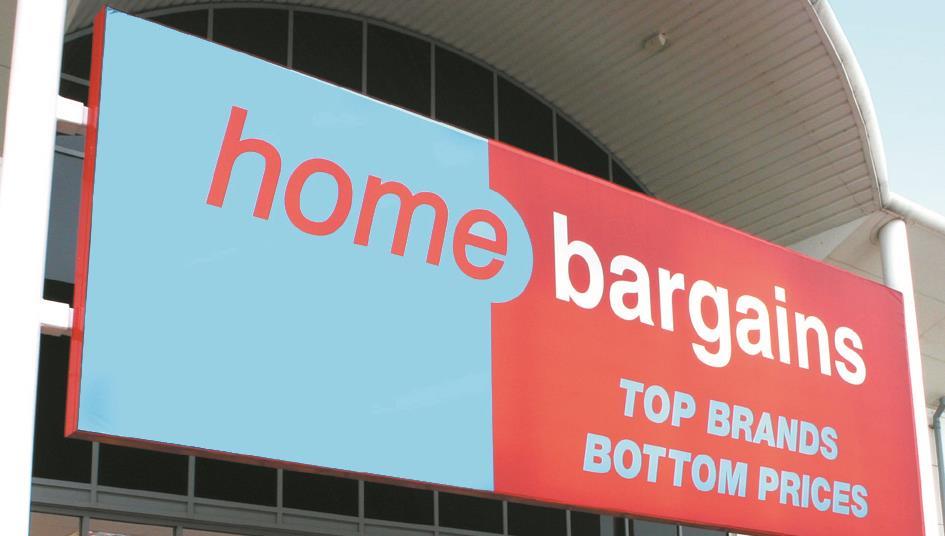 home bargains
TOP BRANDS
BOTTOM PRICES